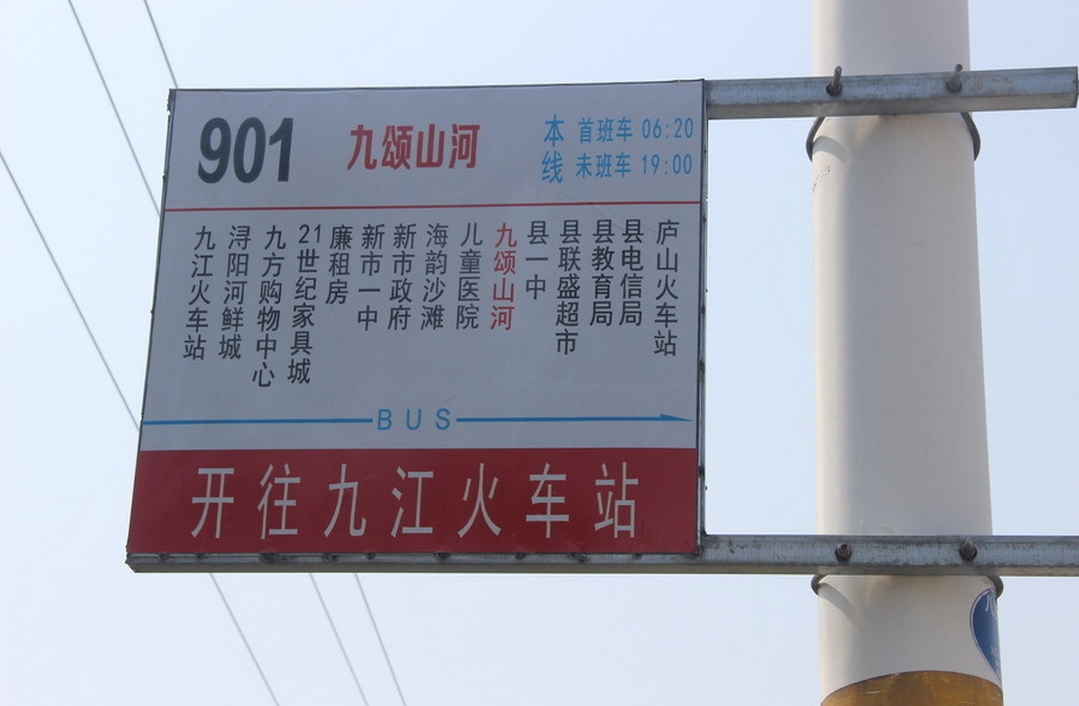 901
九颂山河
本线
首班车 06:20
未班车 19:00
九江火车站
浔阳河鲜城
九方购物中心
21世纪家具城
廉租房
新市一中
新市政府
海韵沙滩
儿童医院
九颂山河
县一中
县联盛超市
县教育局
县电信局
庐山火车站
BUS
开往九江火车站